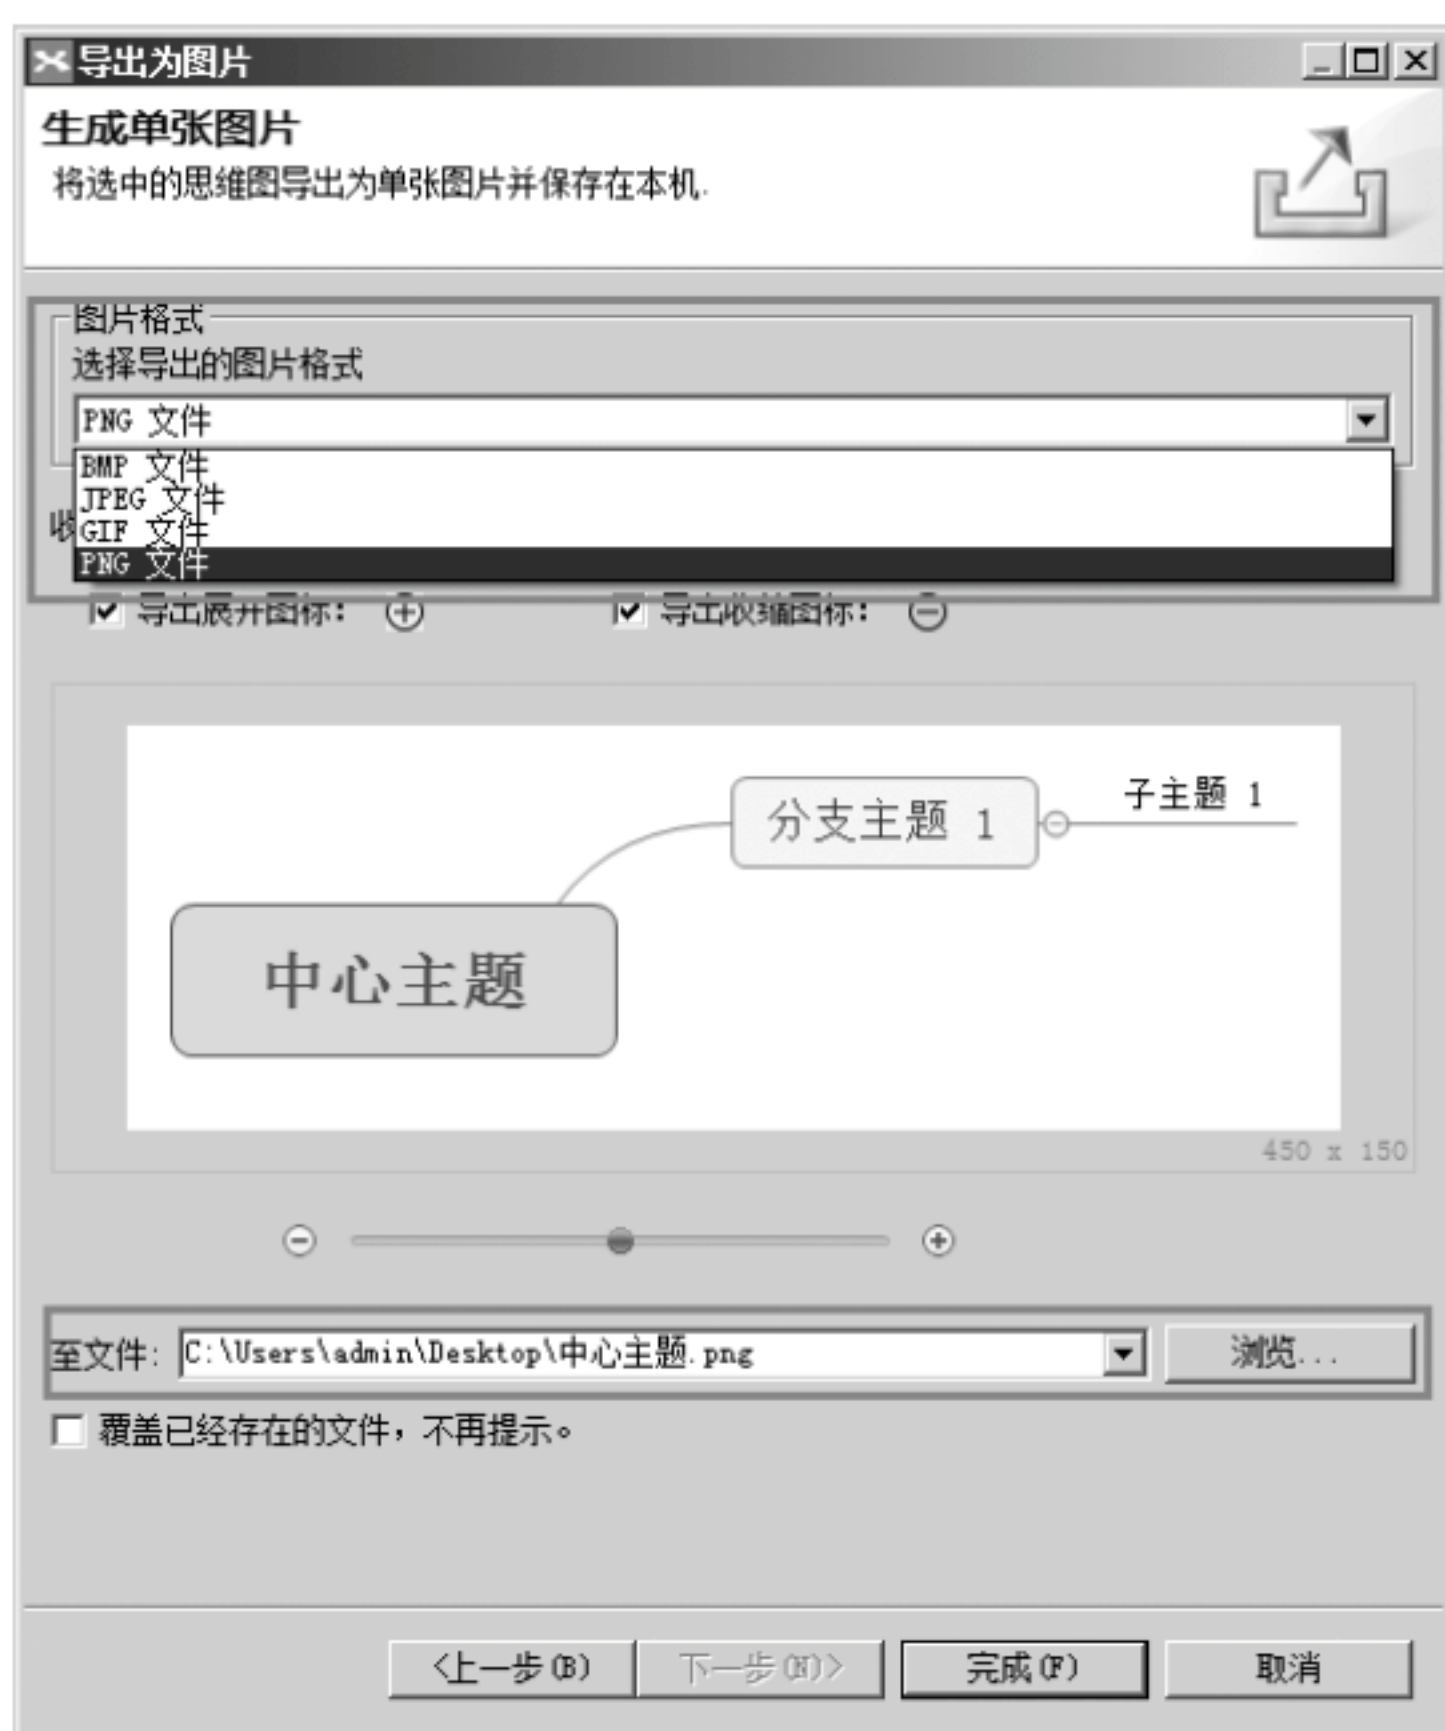 导出为图片
生成单张图片
将选中的思维图导出为单张图片并保存在本机.
图片格式
选择导出的图片格式
PNG 文件
BMP 文件
JPEG 文件
GIF 文件
PNG 文件
导出展开图标: 导出收缩图标:
子主题 1
分支主题 1
中心主题
450 x 150
至文件: C:\Users\admin\Desktop\中心主题.png 浏览...
覆盖已经存在的文件，不再提示。
<上一步(B) 下一步(N)> 完成(F) 取消